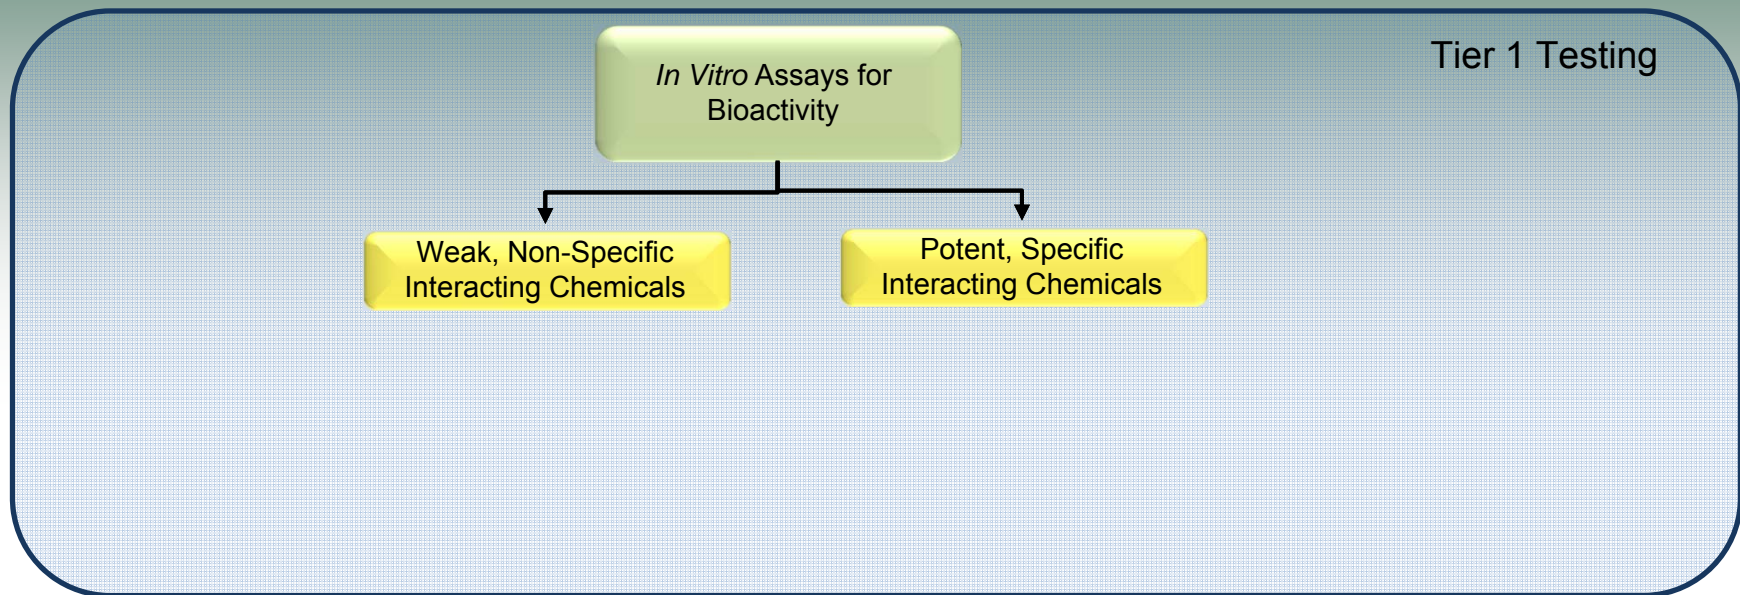 Tier 1 Testing
In Vitro Assays for
Bioactivity
Weak, Non-Specific
Interacting Chemicals
Potent, Specific
Interacting Chemicals